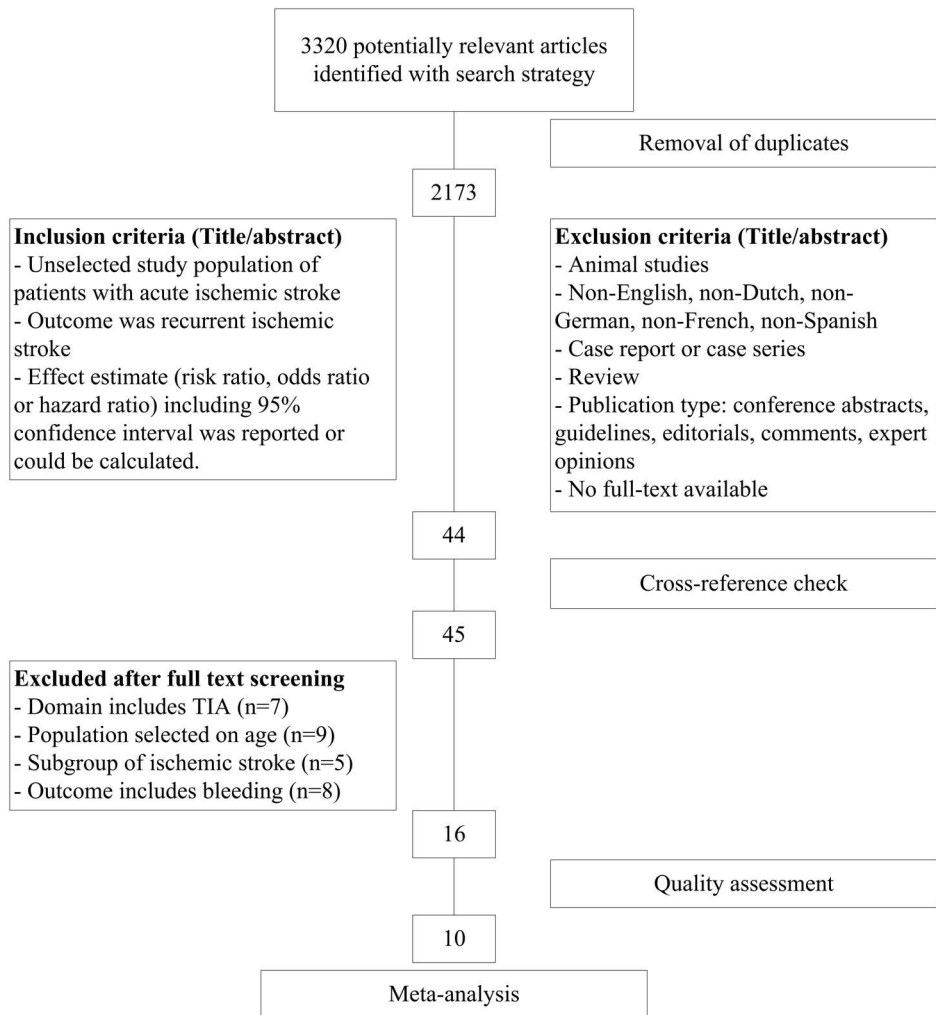 3320 potentially relevant articles
identified with search strategy
Removal of duplicates
2173
Inclusion criteria (Title/abstract)
- Unselected study population of
patients with acute ischemic stroke
- Outcome was recurrent ischemic
stroke
- Effect estimate (risk ratio, odds ratio
or hazard ratio) including 95%
confidence interval was reported or
could be calculated.
Exclusion criteria (Title/abstract)
- Animal studies
- Non-English, non-Dutch, non-
German, non-French, non-Spanish
- Case report or case series
- Review
- Publication type: conference abstracts,
guidelines, editorials, comments, expert
opinions
- No full-text available
44
Cross-reference check
45
Excluded after full text screening
- Domain includes TIA (n=7)
- Population selected on age (n=9)
- Subgroup of ischemic stroke (n=5)
- Outcome includes bleeding (n=8)
16
Quality assessment
10
Meta-analysis